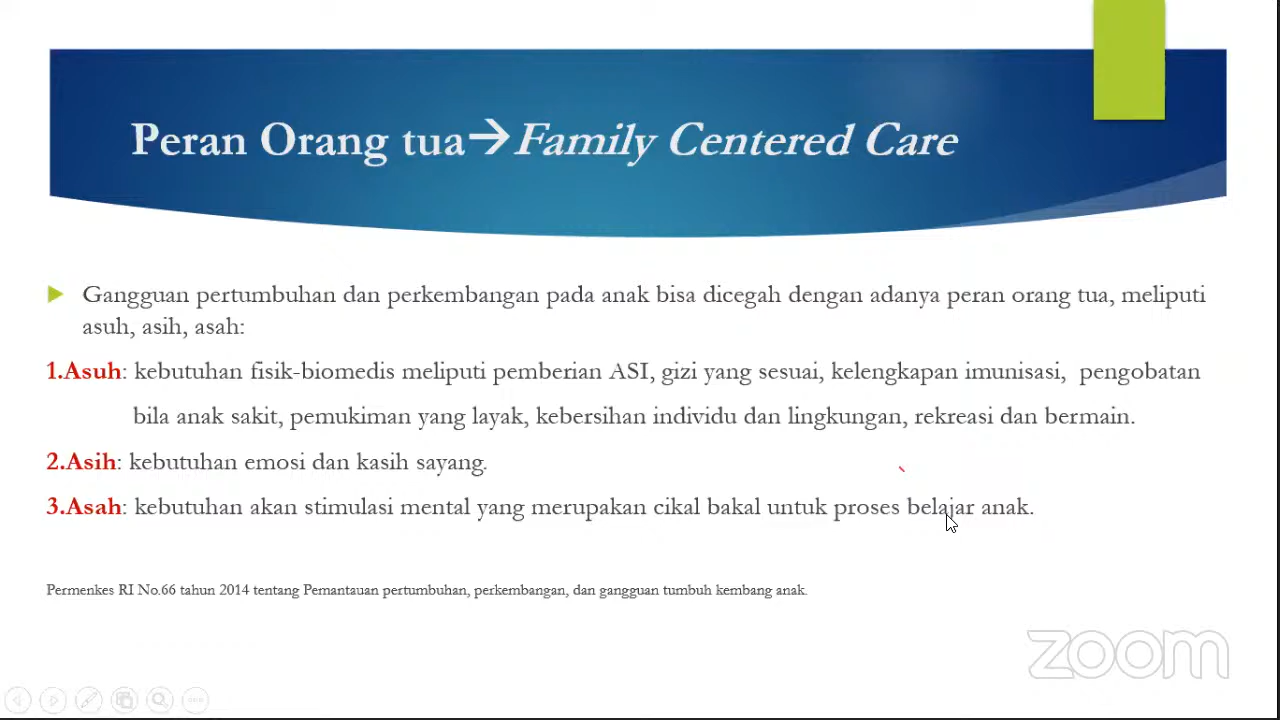 Peran Orang tua→Family Centered Care
Gangguan pertumbuhan dan perkembangan pada anak bisa dicegah dengan adanya peran orang tua, meliputi
asuh, asih, asah:
1.Asuh: kebutuhan fisik-biomedis meliputi pemberian ASI, gizi yang sesuai, kelengkapan imunisasi,  pengobatan
bila anak sakit, pemukiman yang layak, kebersihan individu dan lingkungan, rekreasi dan bermain.
2.Asih: kebutuhan emosi dan kasih sayang.
3.Asah: kebutuhan akan stimulasi mental yang merupakan cikal bakal untuk proses belajar anak.
Permenkes RI No.66 tahun 2014 tentang Pemantauan pertumbuhan, perkembangan, dan gangguan tumbuh kembang anak.
zoom